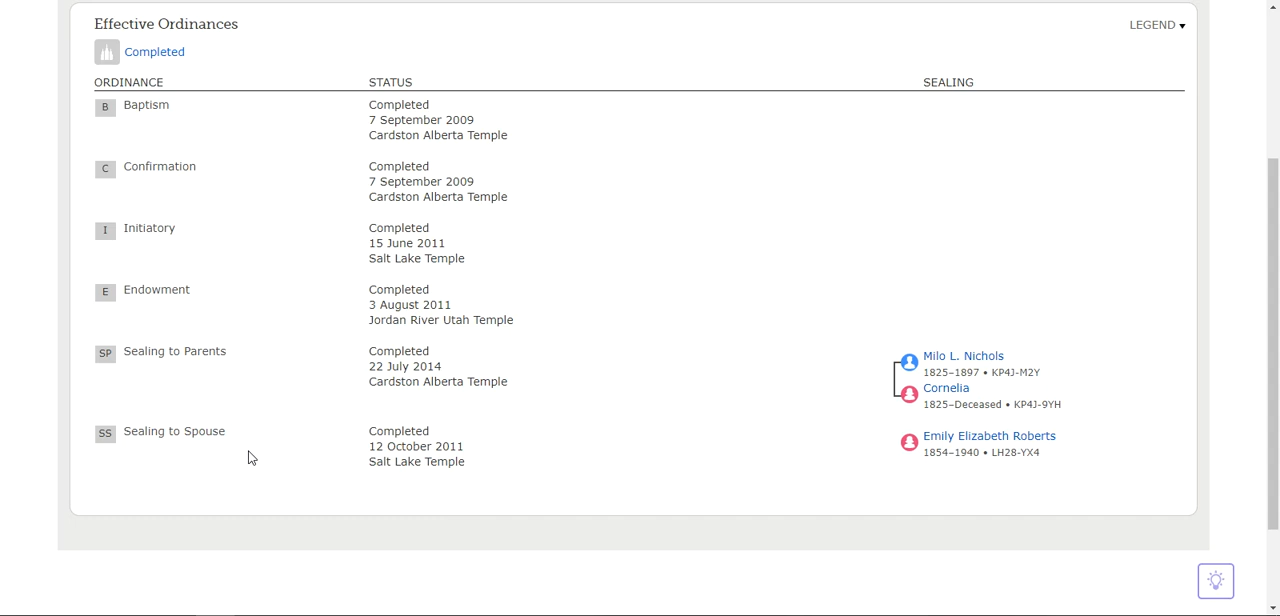 Effective Ordinances
LEGEND ▾
Completed
ORDINANCE STATUS SEALING
B Baptism Completed
7 September 2009
Cardston Alberta Temple
C Confirmation Completed
7 September 2009
Cardston Alberta Temple
I Initiatory Completed
15 June 2011
Salt Lake Temple
E Endowment Completed
3 August 2011
Jordan River Utah Temple
SP Sealing to Parents Completed
22 July 2014
Cardston Alberta Temple
Milo L. Nichols
1825–1897 • KP4J-M2Y
Cornelia
1825–Deceased • KP4J-9YH
SS Sealing to Spouse Completed
12 October 2011
Salt Lake Temple
Emily Elizabeth Roberts
1854–1940 • LH28-YX4